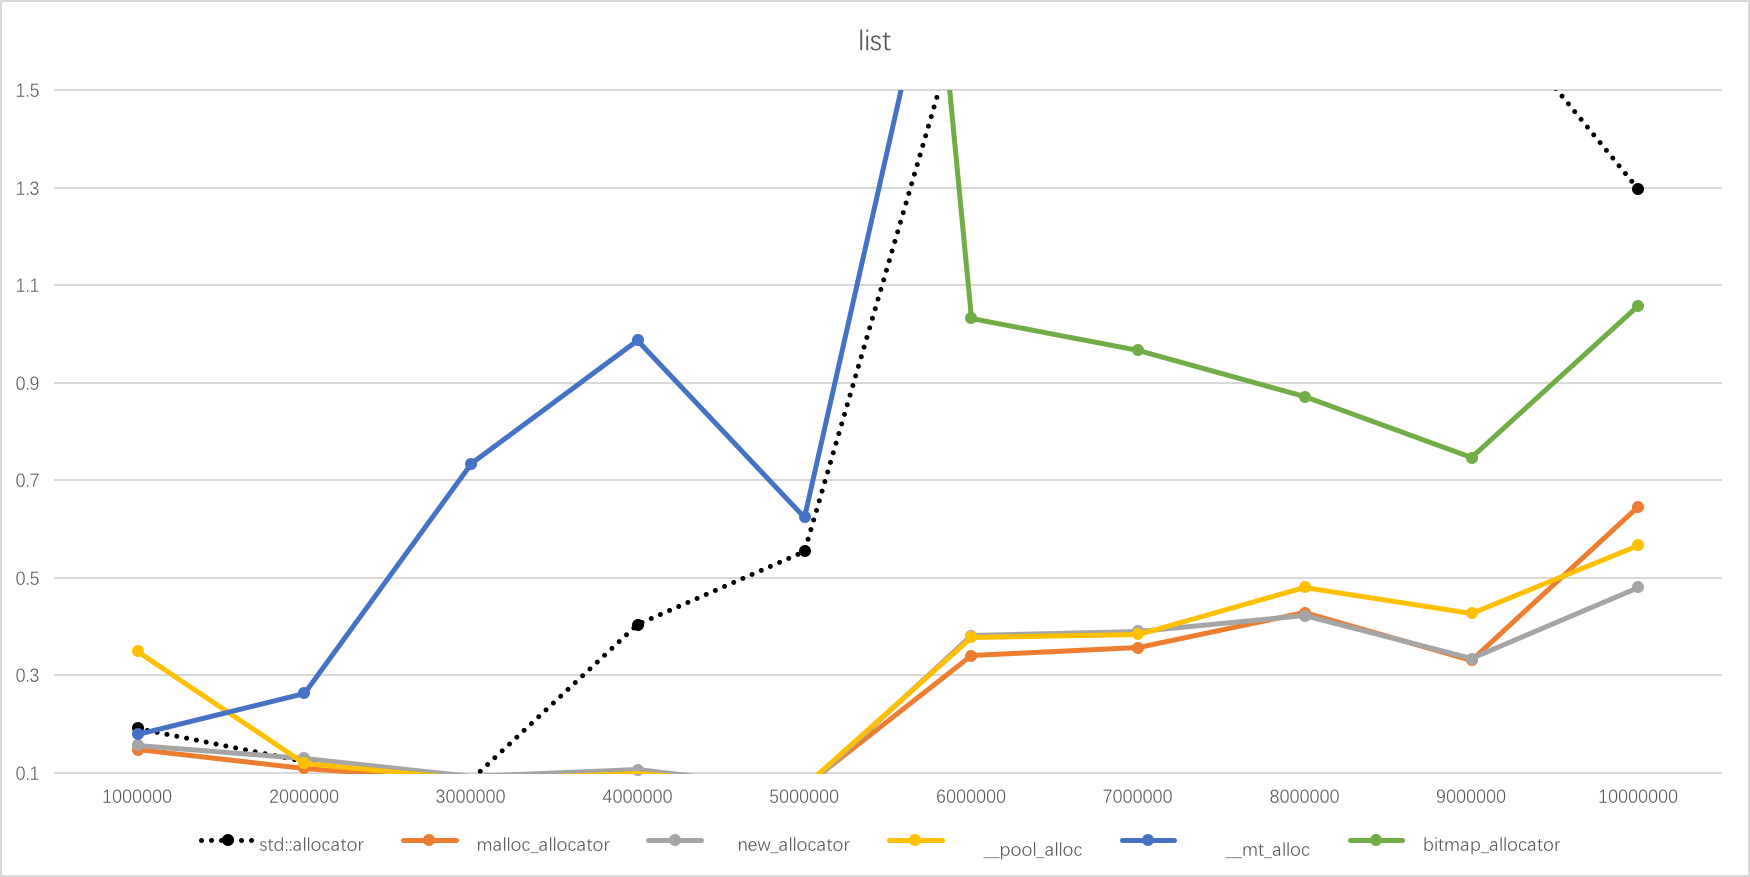 list
1.5
1.3
1.1
0.9
0.7
0.5
0.3
0.1
1000000 2000000 3000000 4000000 5000000 6000000 7000000 8000000 9000000 10000000
std::allocator malloc_allocator new_allocator __pool_alloc __mt_alloc bitmap_allocator